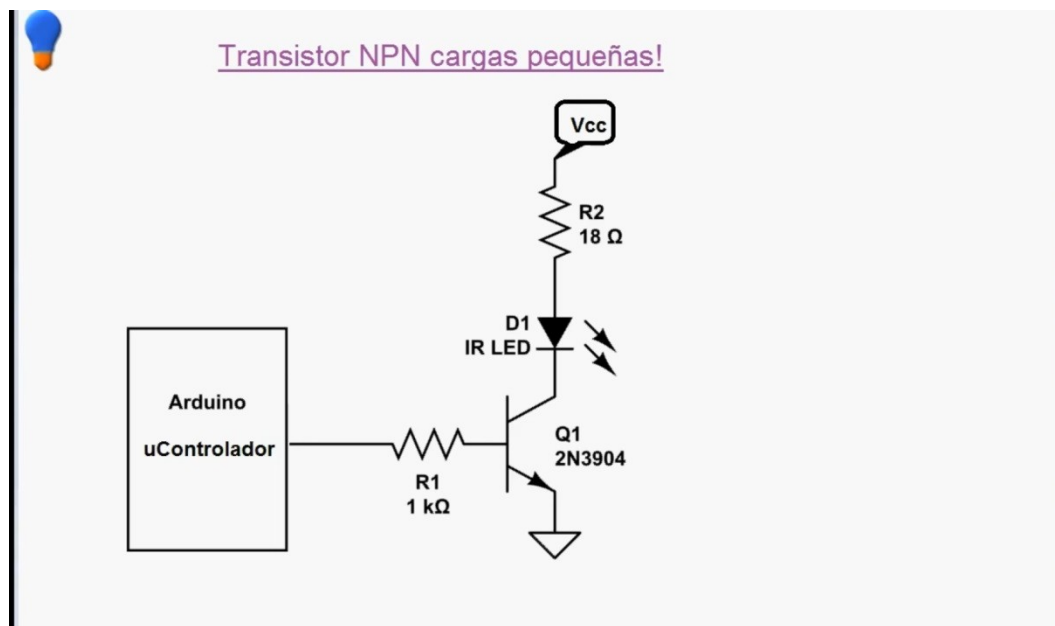 Transistor NPN cargas pequeñas!
Vcc
R2
18 Ω
D1
IR LED
Arduino
uControlador
Q1
2N3904
R1
1 kΩ